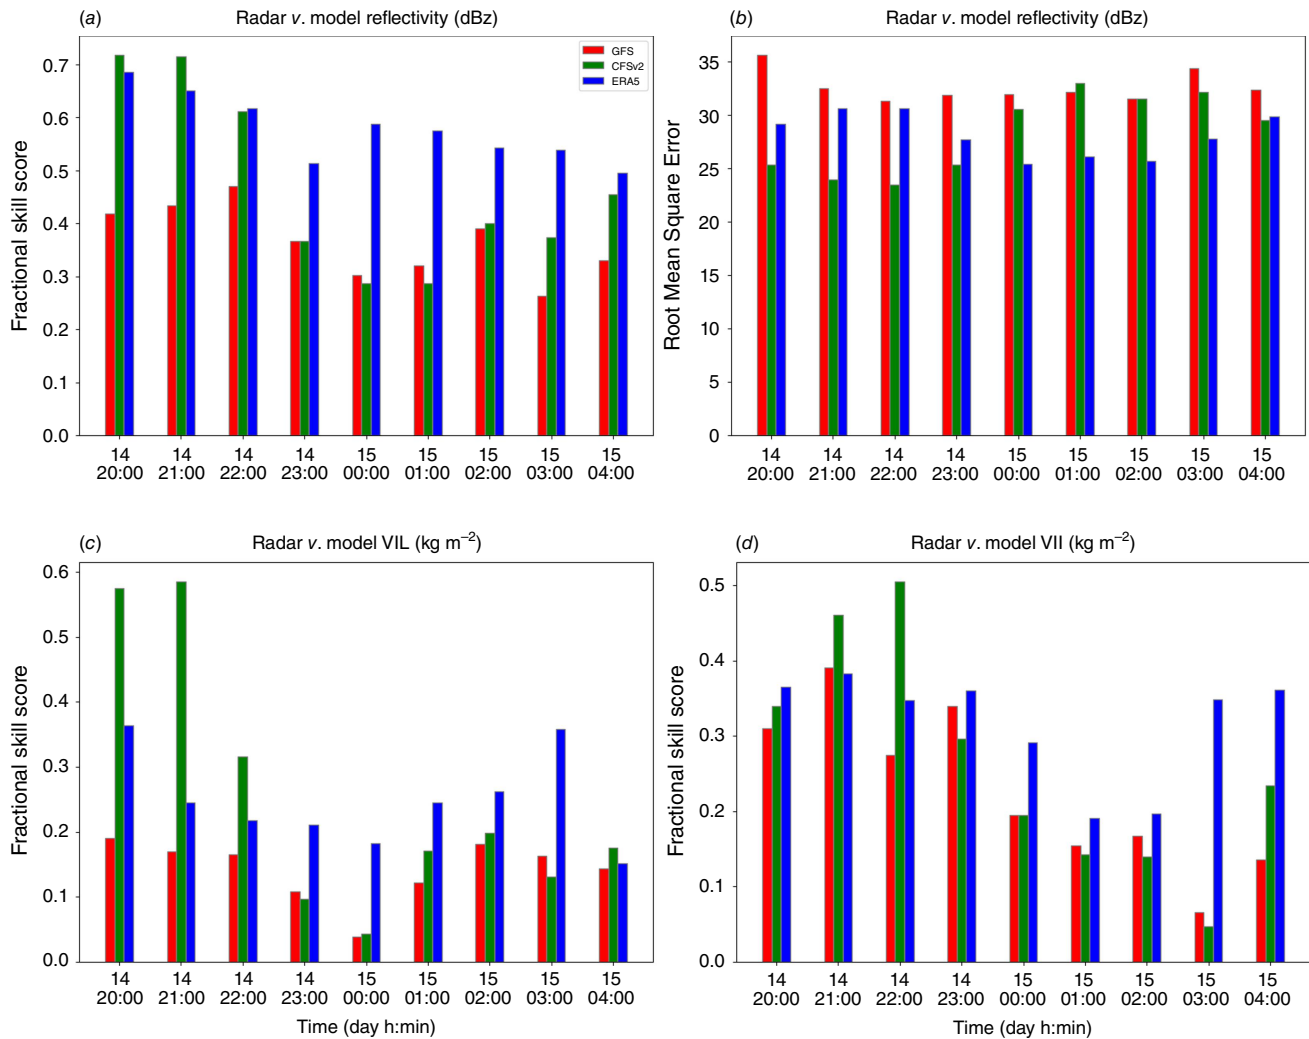 (a) Radar v. model reflectivity (dBz)
Fractional skill score
0.7
0.6
0.5
0.4
0.3
0.2
0.1
0.0
GFS
CFSv2
ERA5
14 14 14 14 15 15 15 15 15
20:00 21:00 22:00 23:00 00:00 01:00 02:00 03:00 04:00
(b) Radar v. model reflectivity (dBz)
Root Mean Square Error
35
30
25
20
15
10
5
0
14 14 14 14 15 15 15 15 15
20:00 21:00 22:00 23:00 00:00 01:00 02:00 03:00 04:00
(c) Radar v. model VIL (kg m⁻²)
Fractional skill score
0.6
0.5
0.4
0.3
0.2
0.1
0.0
14 14 14 14 15 15 15 15 15
20:00 21:00 22:00 23:00 00:00 01:00 02:00 03:00 04:00
Time (day h:min)
(d) Radar v. model VII (kg m⁻²)
Fractional skill score
0.5
0.4
0.3
0.2
0.1
0.0
14 14 14 14 15 15 15 15 15
20:00 21:00 22:00 23:00 00:00 01:00 02:00 03:00 04:00
Time (day h:min)